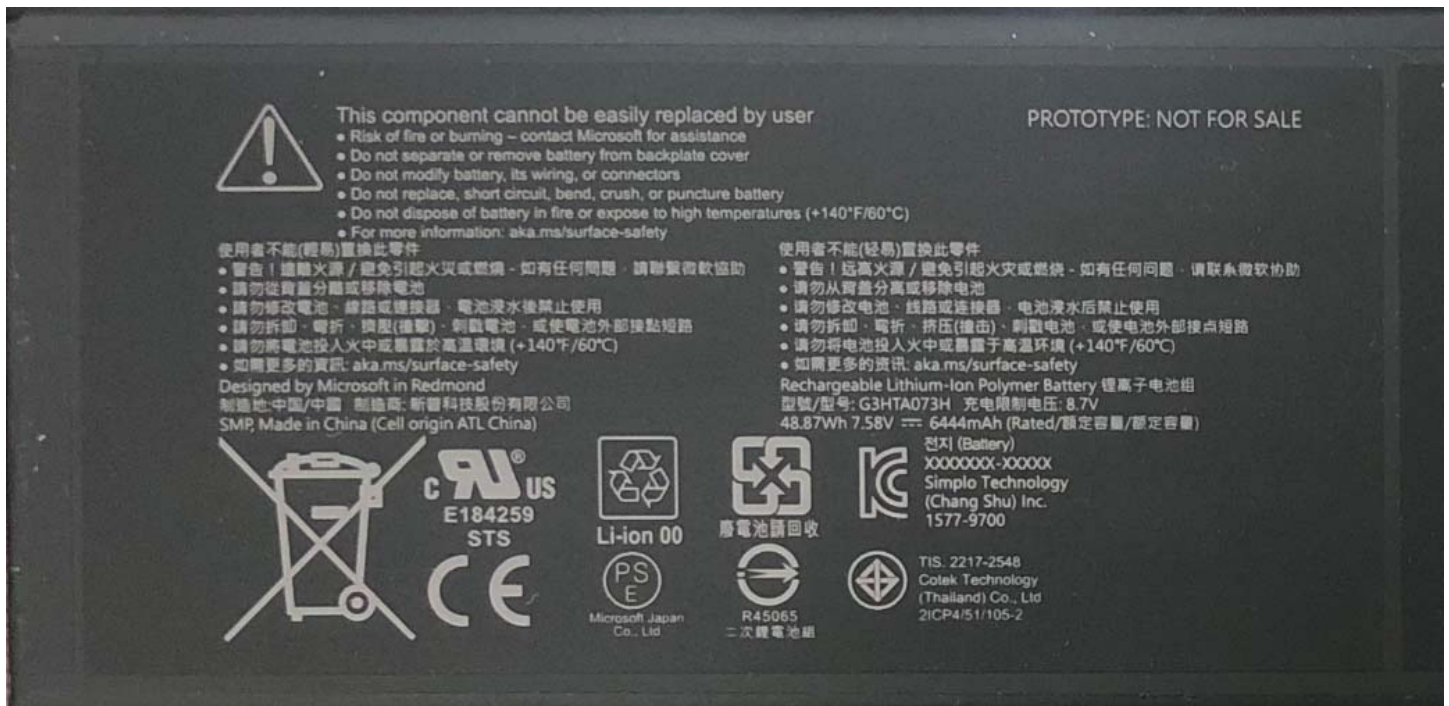 This component cannot be easily replaced by user
● Risk of fire or burning – contact Microsoft for assistance
● Do not separate or remove battery from backplate cover
● Do not modify battery, its wiring, or connectors
● Do not replace, short circuit, bend, crush, or puncture battery
● Do not dispose of battery in fire or expose to high temperatures (+140°F/60°C)
● For more information: aka.ms/surface-safety
PROTOTYPE: NOT FOR SALE
使用者不能(輕易)置換此零件
● 警告！遠離火源 / 避免引起火災或燃燒 - 如有任何問題，請聯繫微軟協助
● 請勿從背蓋分離或移除電池
● 請勿修改電池、線路或連接器，電池浸水後禁止使用
● 請勿拆卸、彎折、擠壓(撞擊)、刺戳電池，或使電池外部接點短路
● 請勿將電池投入火中或暴露於高溫環境 (+140°F/60°C)
● 如需更多的資訊: aka.ms/surface-safety
Designed by Microsoft in Redmond
制造地:中国/中國 制造商: 新普科技股份有限公司
SMP, Made in China (Cell origin ATL China)
使用者不能(轻易)置换此零件
● 警告！远离火源 / 避免引起火灾或燃烧 - 如有任何问题，请联系微软协助
● 请勿从背盖分离或移除电池
● 请勿修改电池、线路或连接器，电池浸水后禁止使用
● 请勿拆卸、弯折、挤压(撞击)、刺戳电池，或使电池外部接点短路
● 请勿将电池投入火中或暴露于高温环境 (+140°F/60°C)
● 如需更多的资讯: aka.ms/surface-safety
Rechargeable Lithium-Ion Polymer Battery 锂离子电池组
型號/型号: G3HTA073H 充电限制电压: 8.7V
48.87Wh 7.58V ⎓ 6444mAh (Rated/額定容量/额定容量)
C RU® US
E184259
STS
CE
Li-ion 00
PS
E
Microsoft Japan
Co., Ltd
廢電池請回收
R45065
二次鋰電池組
전지 (Battery)
XXXXXXX-XXXXX
Simplo Technology
(Chang Shu) Inc.
1577-9700
TIS. 2217-2548
Cotek Technology
(Thailand) Co., Ltd
2ICP4/51/105-2